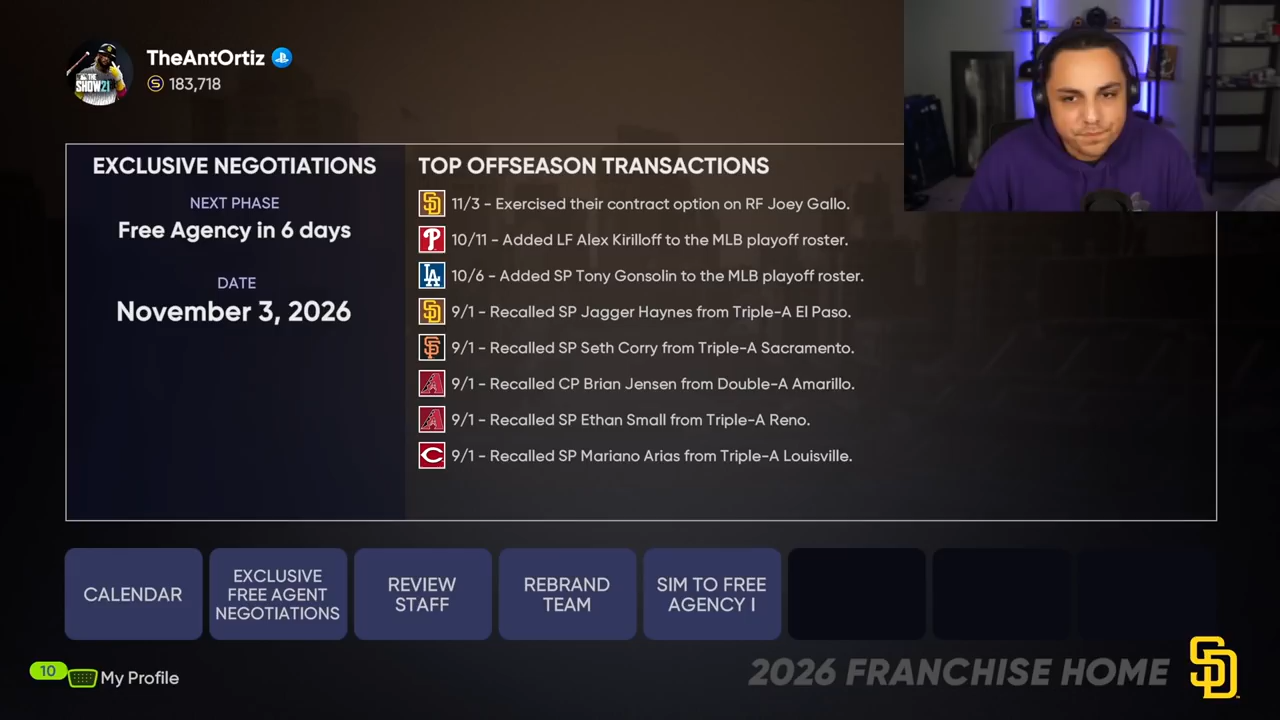 TheAntOrtiz
183,718
THE SHOW21
EXCLUSIVE NEGOTIATIONS
NEXT PHASE
Free Agency in 6 days
DATE
November 3, 2026
TOP OFFSEASON TRANSACTIONS
11/3 - Exercised their contract option on RF Joey Gallo.
10/11 - Added LF Alex Kirilloff to the MLB playoff roster.
10/6 - Added SP Tony Gonsolin to the MLB playoff roster.
9/1 - Recalled SP Jagger Haynes from Triple-A El Paso.
9/1 - Recalled SP Seth Corry from Triple-A Sacramento.
9/1 - Recalled CP Brian Jensen from Double-A Amarillo.
9/1 - Recalled SP Ethan Small from Triple-A Reno.
9/1 - Recalled SP Mariano Arias from Triple-A Louisville.
CALENDAR
EXCLUSIVE
FREE AGENT
NEGOTIATIONS
REVIEW
STAFF
REBRAND
TEAM
SIM TO FREE
AGENCY I
10
My Profile
2026 FRANCHISE HOME
SD